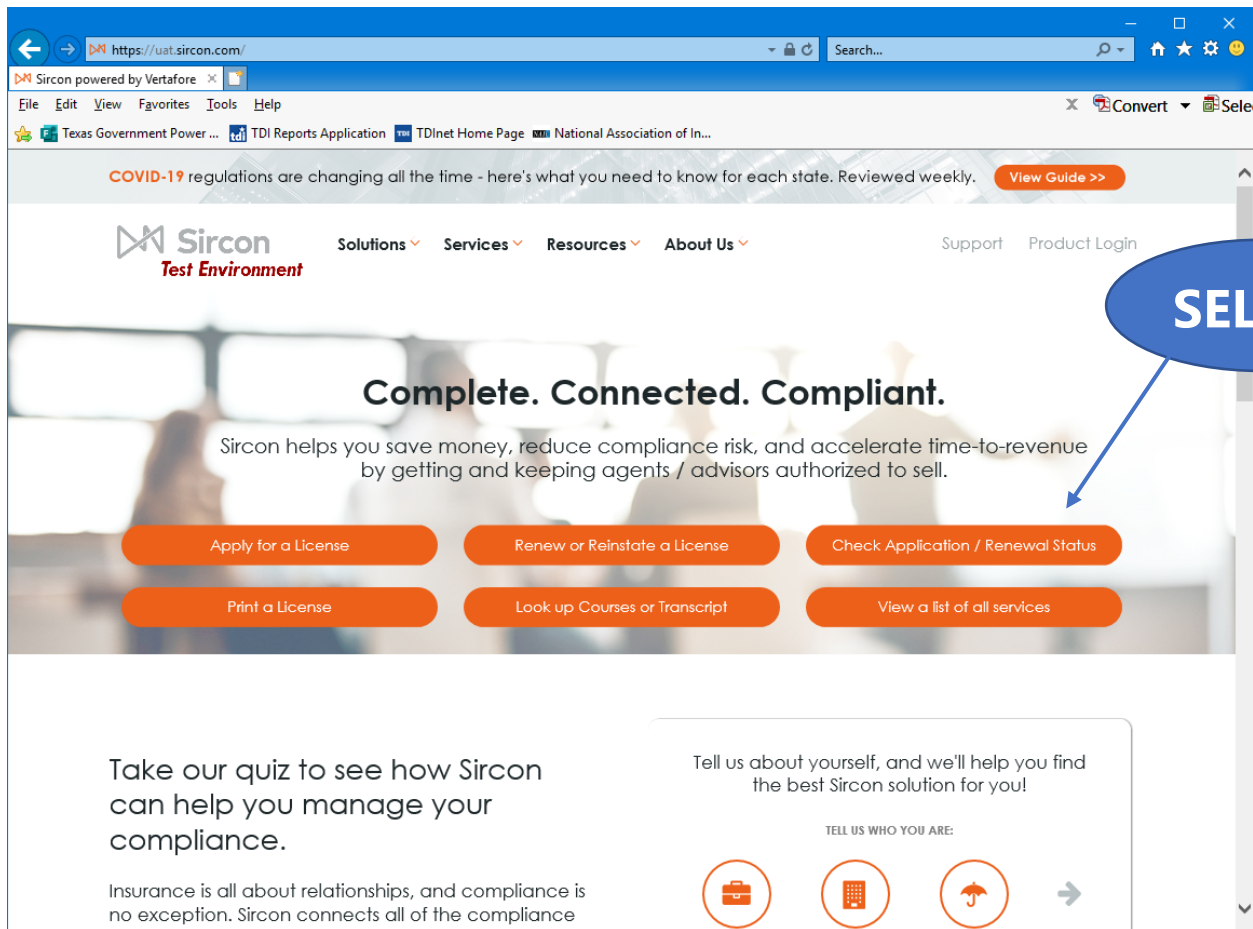 https://uat.sircon.com/
Search...
Sircon powered by Vertafore
File Edit View Favorites Tools Help
Convert
Texas Government Power ... TDI Reports Application TDInet Home Page National Association of In...
COVID-19 regulations are changing all the time - here's what you need to know for each state. Reviewed weekly. View Guide >>
Sircon
Test Environment
Solutions Services Resources About Us Support Product Login
SEL
Complete. Connected. Compliant.
Sircon helps you save money, reduce compliance risk, and accelerate time-to-revenue
by getting and keeping agents / advisors authorized to sell.
Apply for a License Renew or Reinstate a License Check Application / Renewal Status
Print a License Look up Courses or Transcript View a list of all services
Take our quiz to see how Sircon
can help you manage your
compliance.
Insurance is all about relationships, and compliance is
no exception. Sircon connects all of the compliance
Tell us about yourself, and we'll help you find
the best Sircon solution for you!
TELL US WHO YOU ARE: